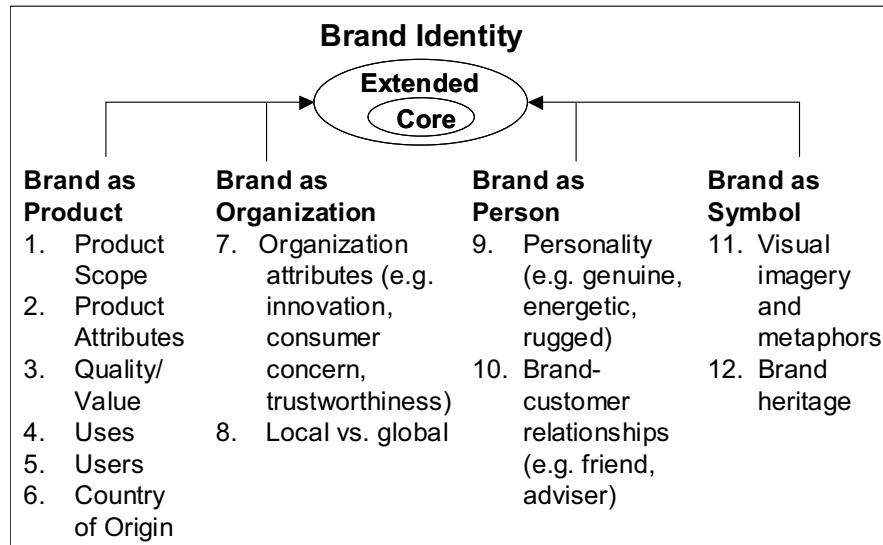 Brand Identity
Extended
Core
Brand as
Product
1. Product
Scope
2. Product
Attributes
3. Quality/
Value
4. Uses
5. Users
6. Country
of Origin
Brand as
Organization
7. Organization
attributes (e.g.
innovation,
consumer
concern,
trustworthiness)
8. Local vs. global
Brand as
Person
9. Personality
(e.g. genuine,
energetic,
rugged)
10. Brand-
customer
relationships
(e.g. friend,
adviser)
Brand as
Symbol
11. Visual
imagery
and
metaphors
12. Brand
heritage